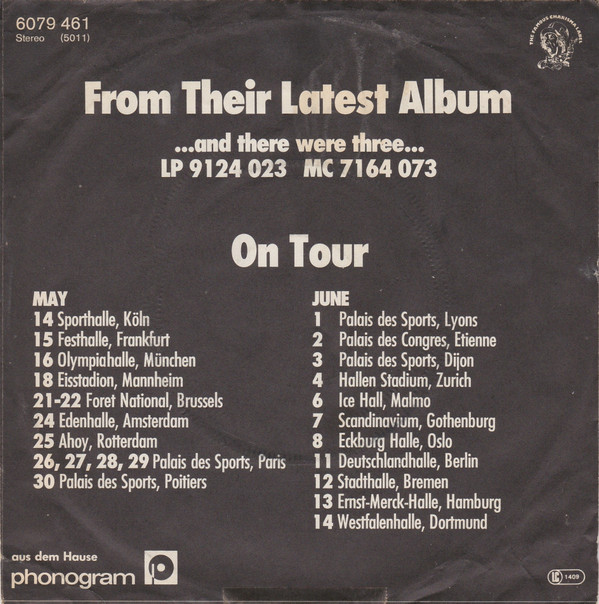 6079 461
Stereo (5011)
THE FAMOUS CHARISMA LABEL
From Their Latest Album
...and there were three...
LP 9124 023 MC 7164 073
On Tour
MAY
14 Sporthalle, Köln
15 Festhalle, Frankfurt
16 Olympiahalle, München
18 Eisstadion, Mannheim
21-22 Foret National, Brussels
24 Edenhalle, Amsterdam
25 Ahoy, Rotterdam
26, 27, 28, 29 Palais des Sports, Paris
30 Palais des Sports, Poitiers
JUNE
1 Palais des Sports, Lyons
2 Palais des Congres, Etienne
3 Palais des Sports, Dijon
4 Hallen Stadium, Zurich
6 Ice Hall, Malmo
7 Scandinavium, Gothenburg
8 Eckburg Halle, Oslo
11 Deutschlandhalle, Berlin
12 Stadthalle, Bremen
13 Ernst-Merck-Halle, Hamburg
14 Westfalenhalle, Dortmund
aus dem Hause
phonogram p
LC 1409